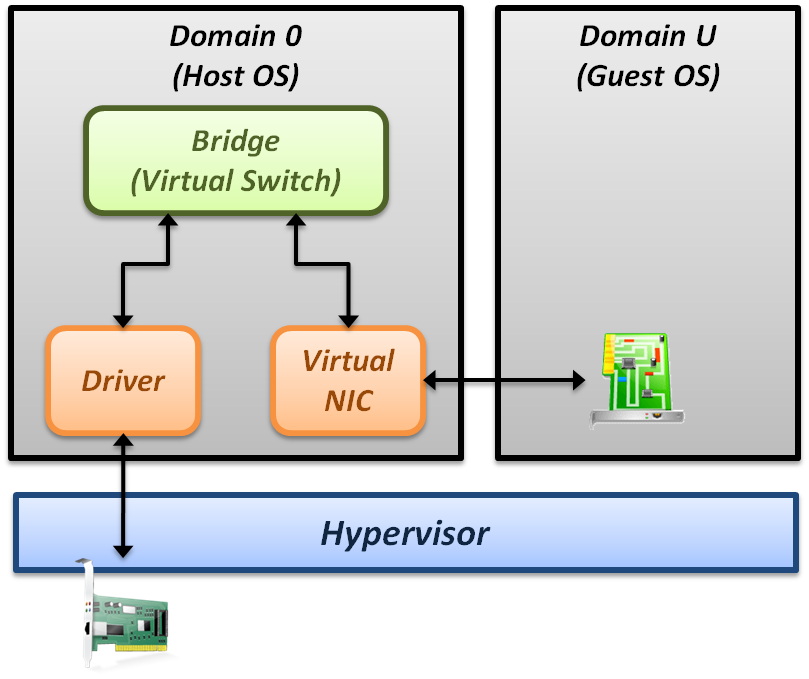 Domain 0
(Host OS)
Domain U
(Guest OS)
Bridge
(Virtual Switch)
Driver
Virtual
NIC
Hypervisor